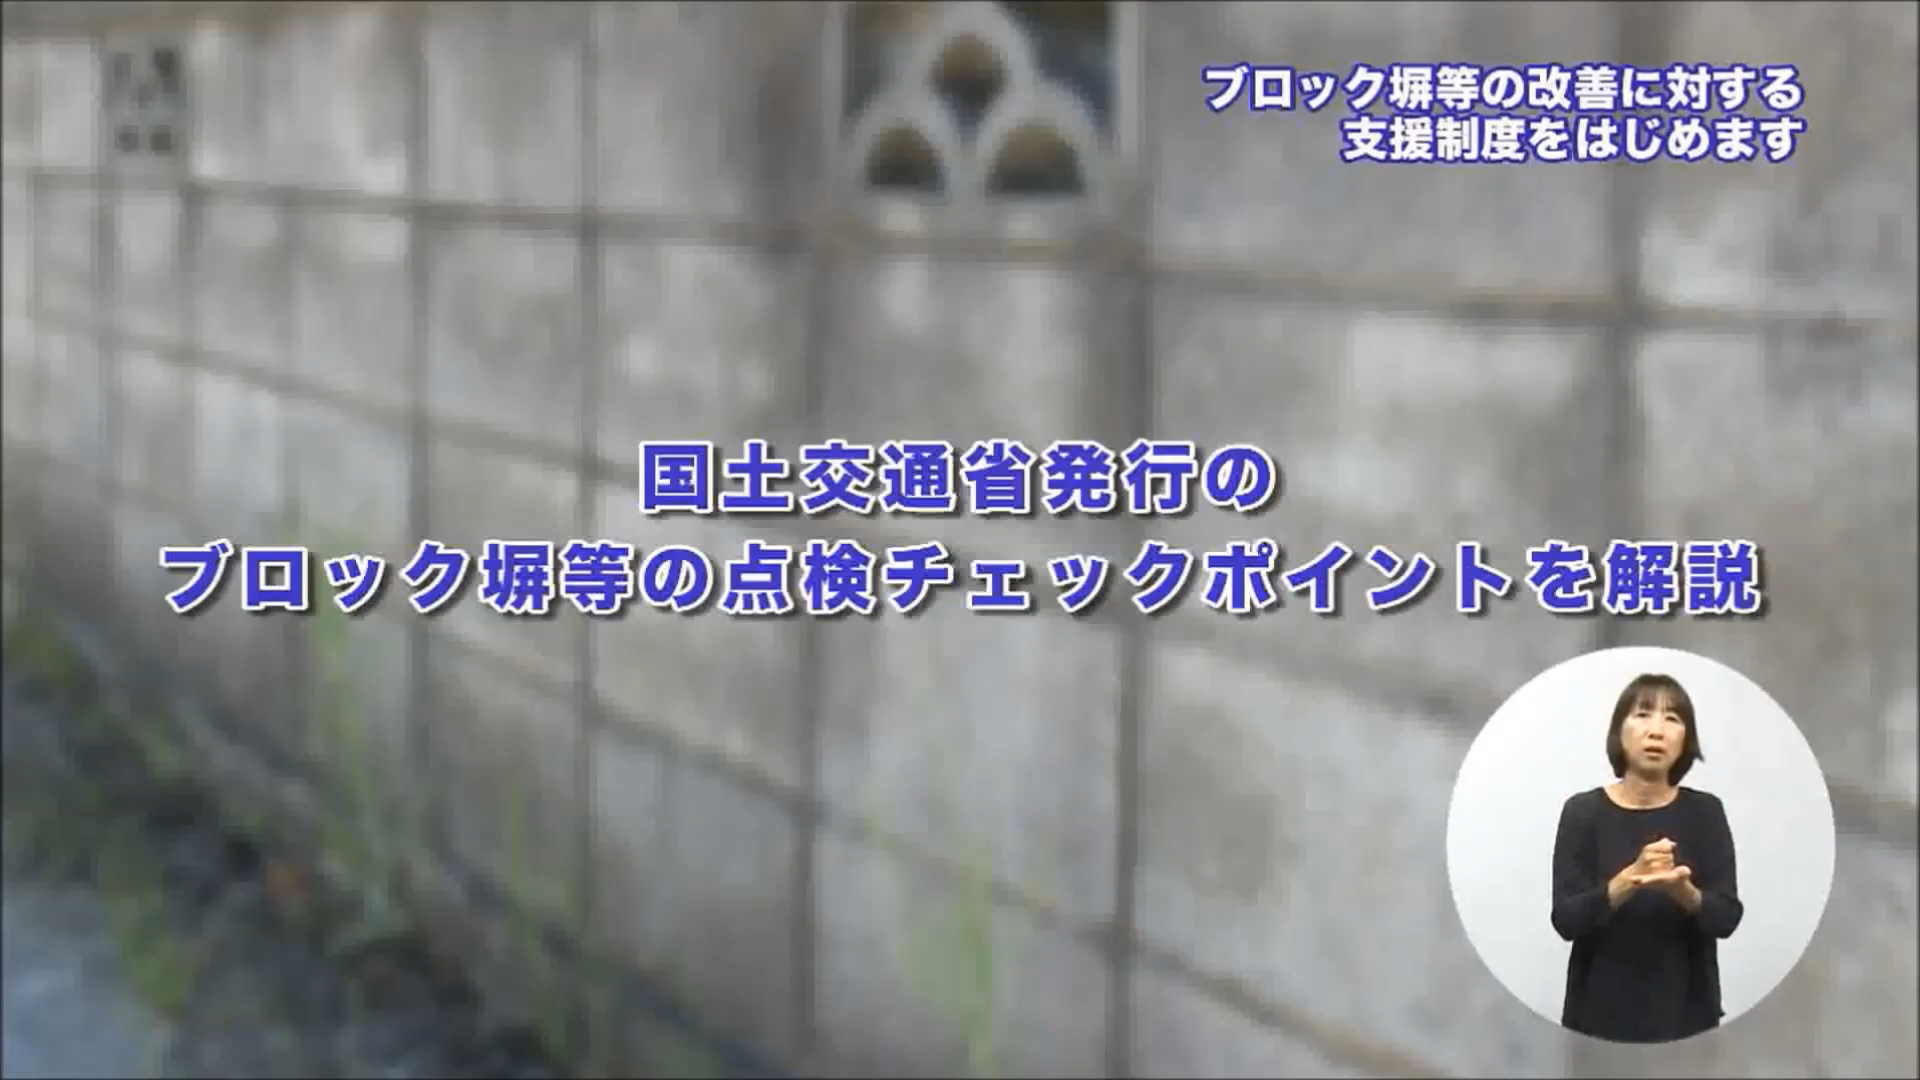 ブロック塀等の改善に対する
支援制度をはじめます
国土交通省発行の
ブロック塀等の点検チェックポイントを解説